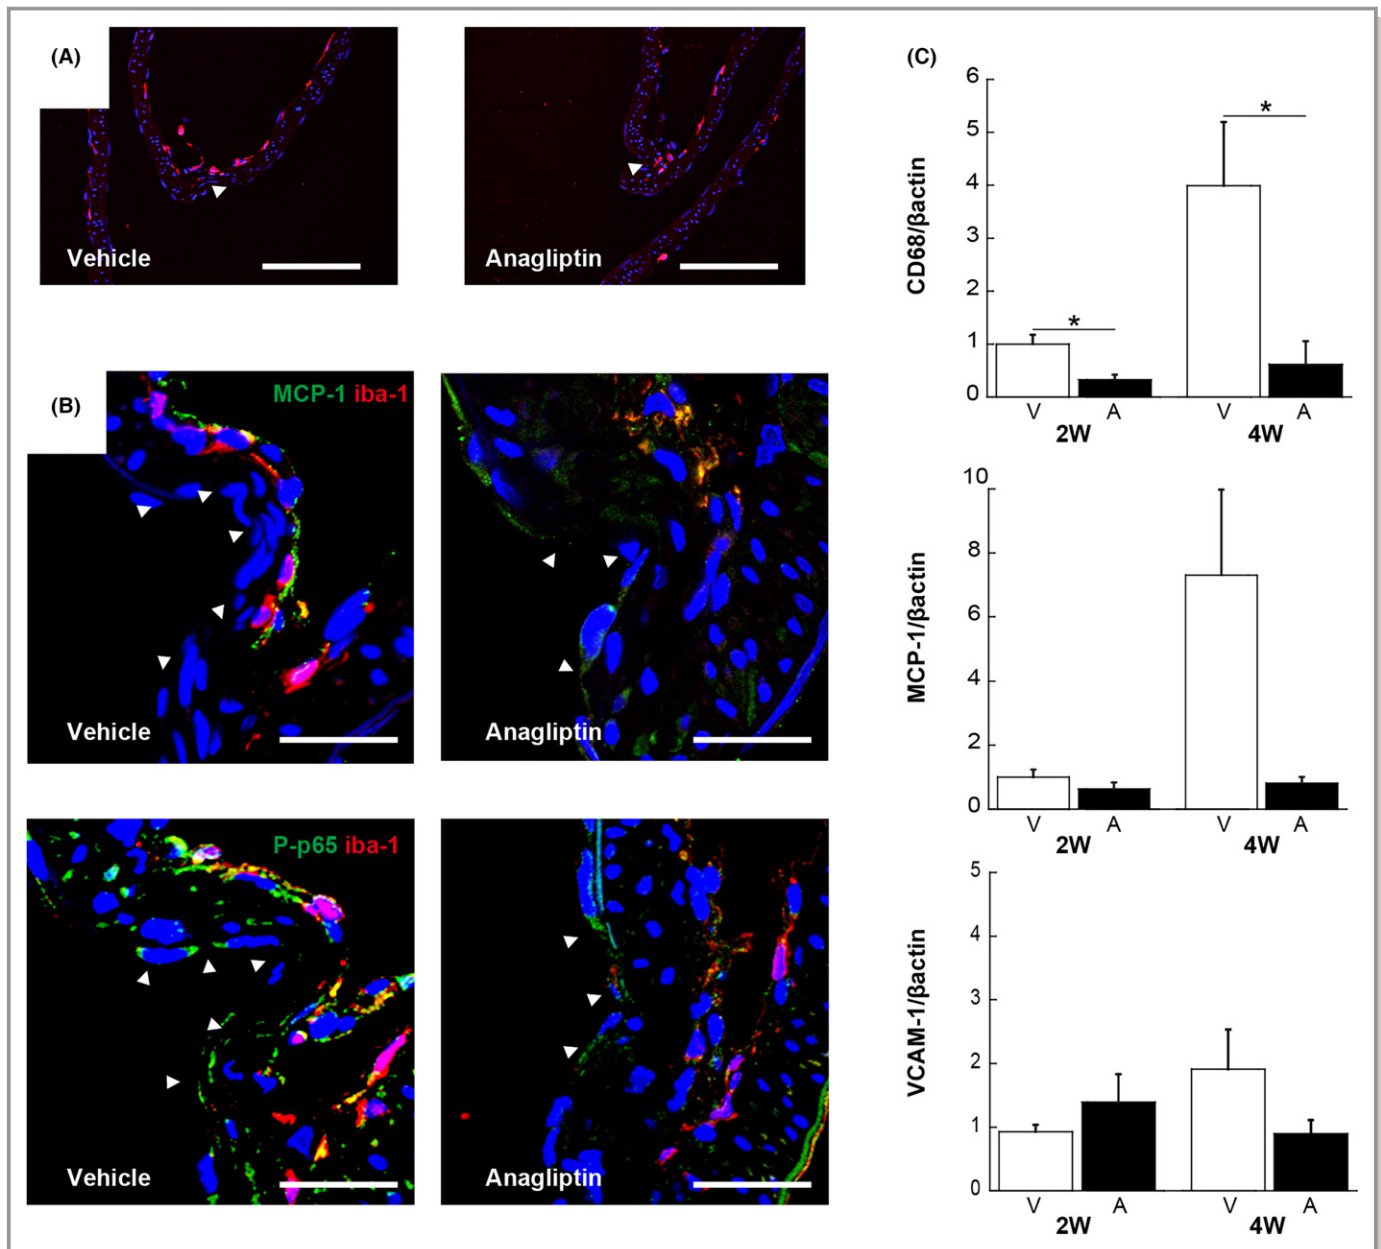 (A)
Vehicle
Anagliptin
(B)
MCP-1 iba-1
Vehicle
Anagliptin
P-p65 iba-1
Vehicle
Anagliptin
(C)
CD68/βactin
6
5
4
3
2
1
0
*
*
V A V A
2W 4W
MCP-1/βactin
10
8
6
4
2
0
V A V A
2W 4W
VCAM-1/βactin
5
4
3
2
1
0
V A V A
2W 4W